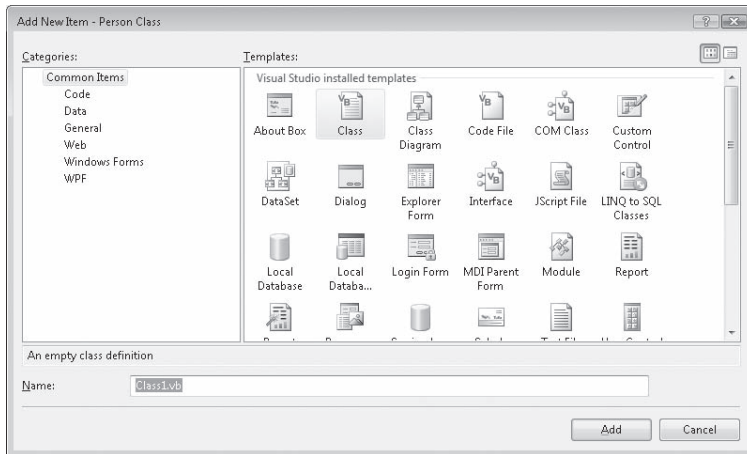 Add New Item - Person Class
Categories:
Templates:
Common Items
Code
Data
General
Web
Windows Forms
WPF
Visual Studio installed templates
About Box
Class
Class Diagram
Code File
COM Class
Custom Control
DataSet
Dialog
Explorer Form
Interface
JScript File
LINQ to SQL Classes
Local Database
Local Databa...
Login Form
MDI Parent Form
Module
Report
An empty class definition
Name:
Class1.vb
Add
Cancel